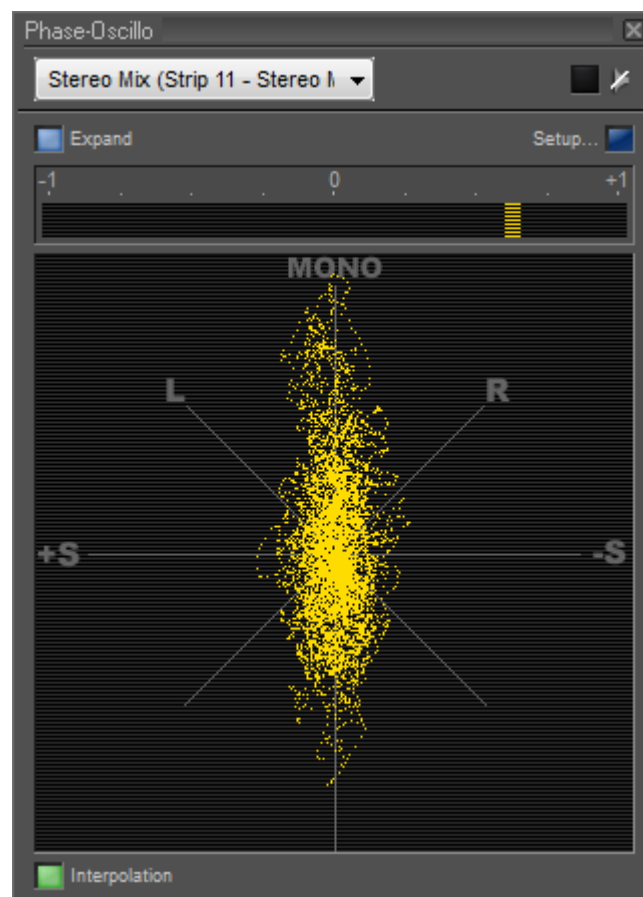 Phase-Oscillo
Stereo Mix (Strip 11 - Stereo M
Expand Setup...
-1 0 +1
MONO
L R
+S -S
Interpolation